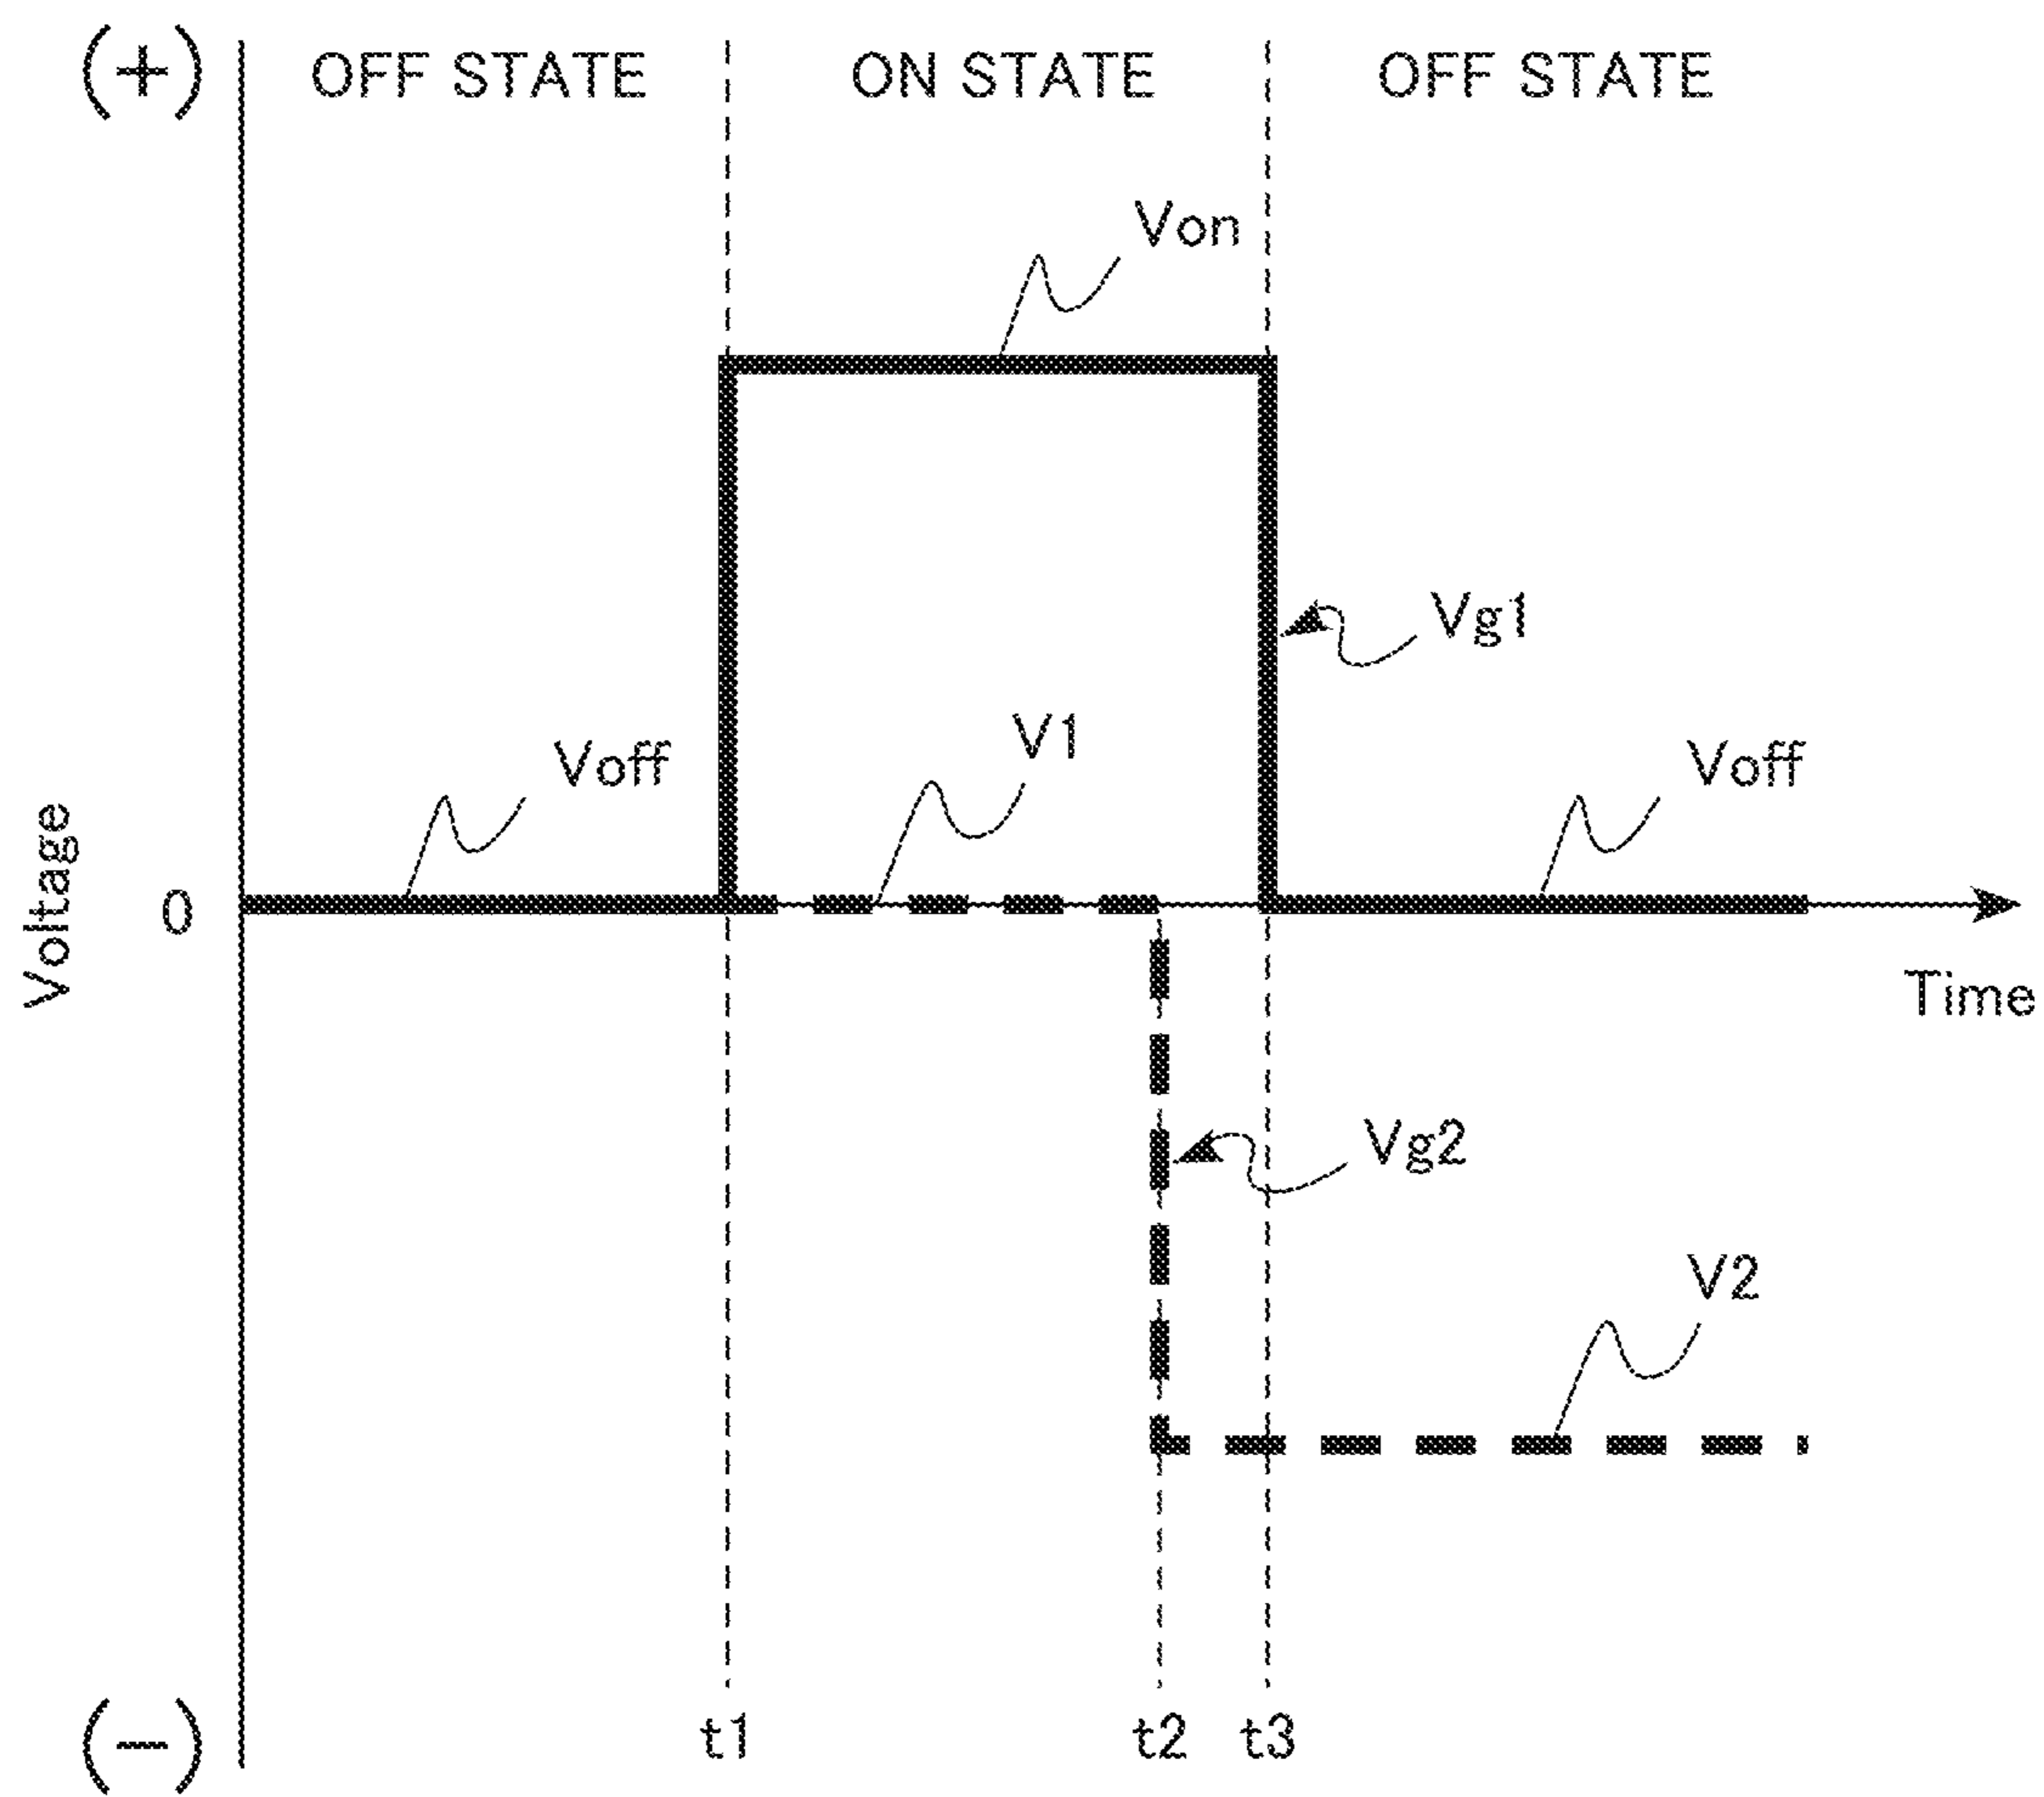 (+)
OFF STATE
ON STATE
OFF STATE
Von
Vg1
Voff
V1
Voff
Voltage
0
Time
Vg2
V2
(−)
t1
t2
t3